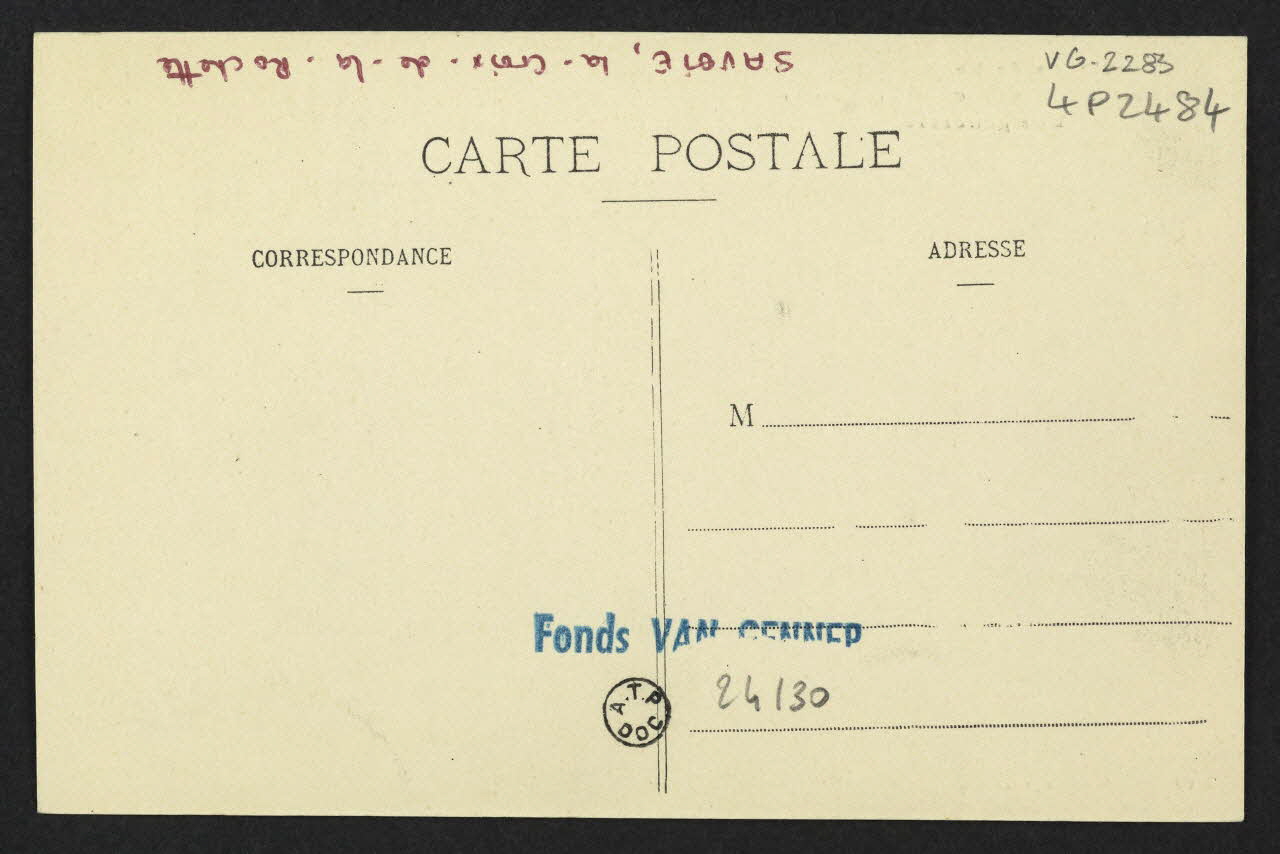 SAVOIE, la-Croix-de-la-Rochette
VG-2283
4P2484
CARTE POSTALE
CORRESPONDANCE
ADRESSE
M
Fonds VAN GENNEP
A.T.P
DOC
24130